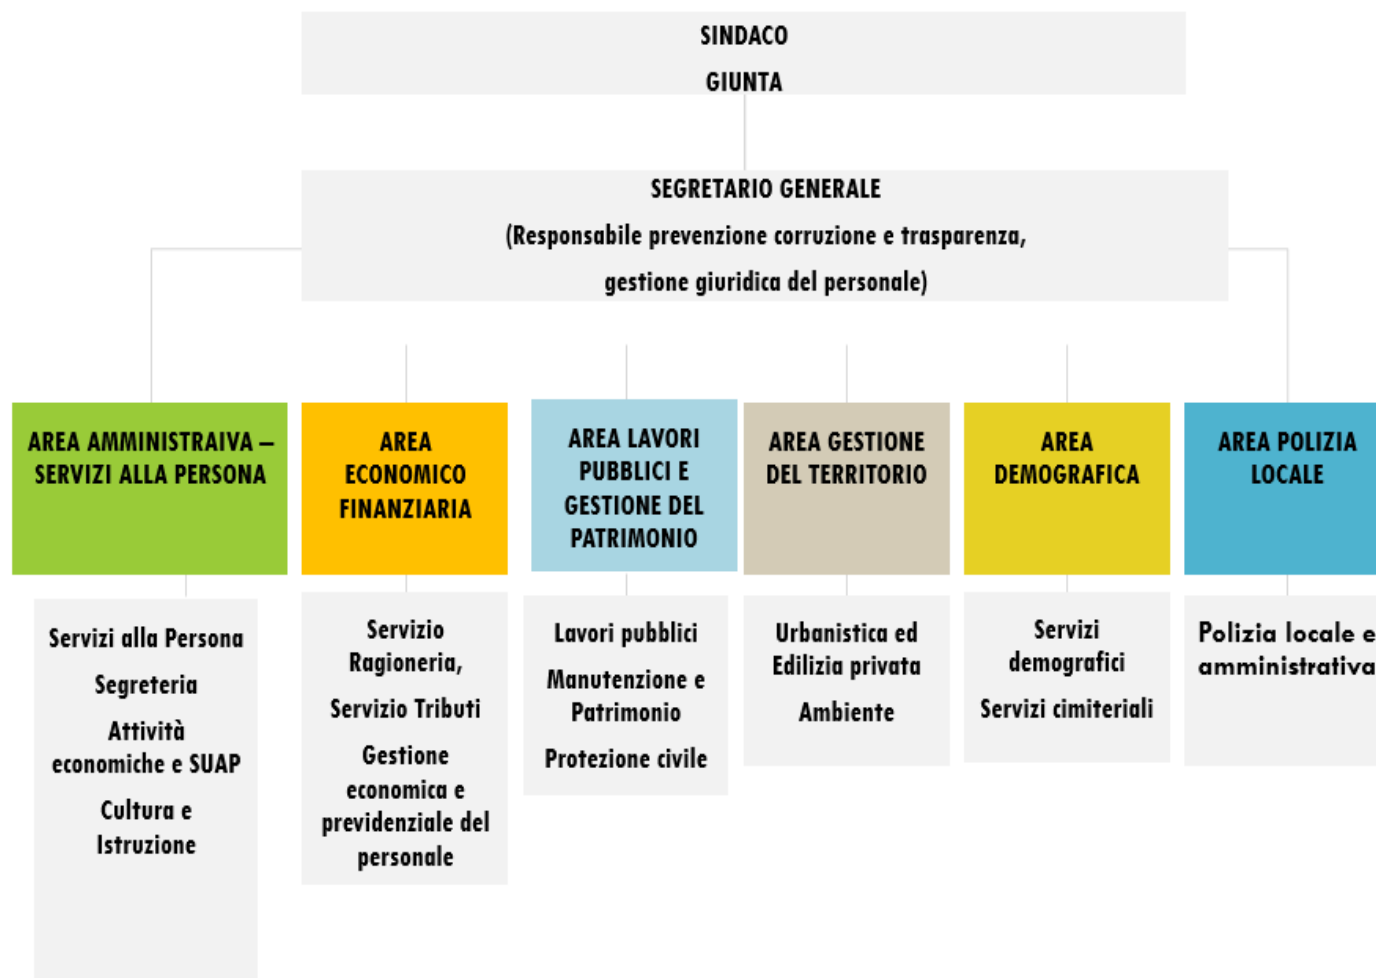 SINDACO
GIUNTA
SEGRETARIO GENERALE
(Responsabile prevenzione corruzione e trasparenza,
gestione giuridica del personale)
AREA AMMINISTRAIVA –
SERVIZI ALLA PERSONA
AREA
ECONOMICO
FINANZIARIA
AREA LAVORI
PUBBLICI E
GESTIONE DEL
PATRIMONIO
AREA GESTIONE
DEL TERRITORIO
AREA
DEMOGRAFICA
AREA POLIZIA
LOCALE
Servizi alla Persona
Segreteria
Attività
economiche e SUAP
Cultura e
Istruzione
Servizio
Ragioneria,
Servizio Tributi
Gestione
economica e
previdenziale del
personale
Lavori pubblici
Manutenzione e
Patrimonio
Protezione civile
Urbanistica ed
Edilizia privata
Ambiente
Servizi
demografici
Servizi cimiteriali
Polizia locale e
amministrativa